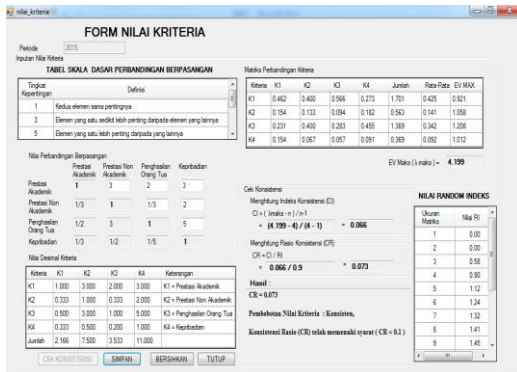 nilai_kriteria
FORM NILAI KRITERIA
Periode 2015
Inputan Nilai Kriteria
TABEL SKALA DASAR PERBANDINGAN BERPASANGAN
Tingkat Kepentingan Definisi
1 Kedua elemen sama pentingnya
3 Elemen yang satu sedikit lebih penting daripada elemen yang lainnya
5 Elemen yang satu lebih penting daripada yang lainnya
Nilai Perbandingan Berpasangan
Prestasi Akademik Prestasi Non Akademik Penghasilan Orang Tua Kepribadian
Prestasi Akademik 1 3 2 3
Prestasi Non Akademik 1/3 1 1/3 2
Penghasilan Orang Tua 1/2 3 1 5
Kepribadian 1/3 1/2 1/5 1
Nilai Desimal Kriteria
Kriteria K1 K2 K3 K4 Keterangan
K1 1.000 3.000 2.000 3.000 K1 = Prestasi Akademik
K2 0.333 1.000 0.333 2.000 K2 = Prestasi Non Akademik
K3 0.500 3.000 1.000 5.000 K3 = Penghasilan Orang Tua
K4 0.333 0.500 0.200 1.000 K4 = Kepribadian
Jumlah 2.166 7.500 3.533 11.000
CEK KONSISTENSI SIMPAN BERSIHKAN TUTUP
Matriks Perbandingan Kriteria
Kriteria K1 K2 K3 K4 Jumlah Rata-Rata EV MAX
K1 0.462 0.400 0.566 0.273 1.701 0.425 0.921
K2 0.154 0.133 0.094 0.182 0.563 0.141 1.058
K3 0.231 0.400 0.283 0.455 1.369 0.342 1.208
K4 0.154 0.067 0.057 0.091 0.369 0.092 1.012
EV Maks ( λ maks ) = 4.199
Cek Konsistensi
Menghitung Indeks Konsistensi (CI)
CI = ( λmaks - n ) / n-1
= (4.199 - 4) / (4 - 1) = 0.066
Menghitung Rasio Konsistensi (CR)
CR = CI / RI
= 0.066 / 0.9 = 0.073
Hasil :
CR = 0.073
Pembobotan Nilai Kriteria : Konsisten,
Konsistensi Rasio (CR) telah memenuhi syarat ( CR < 0.1 )
NILAI RANDOM INDEKS
Ukuran Matriks Nilai RI
1 0.00
2 0.00
3 0.58
4 0.90
5 1.12
6 1.24
7 1.32
8 1.41
9 1.45